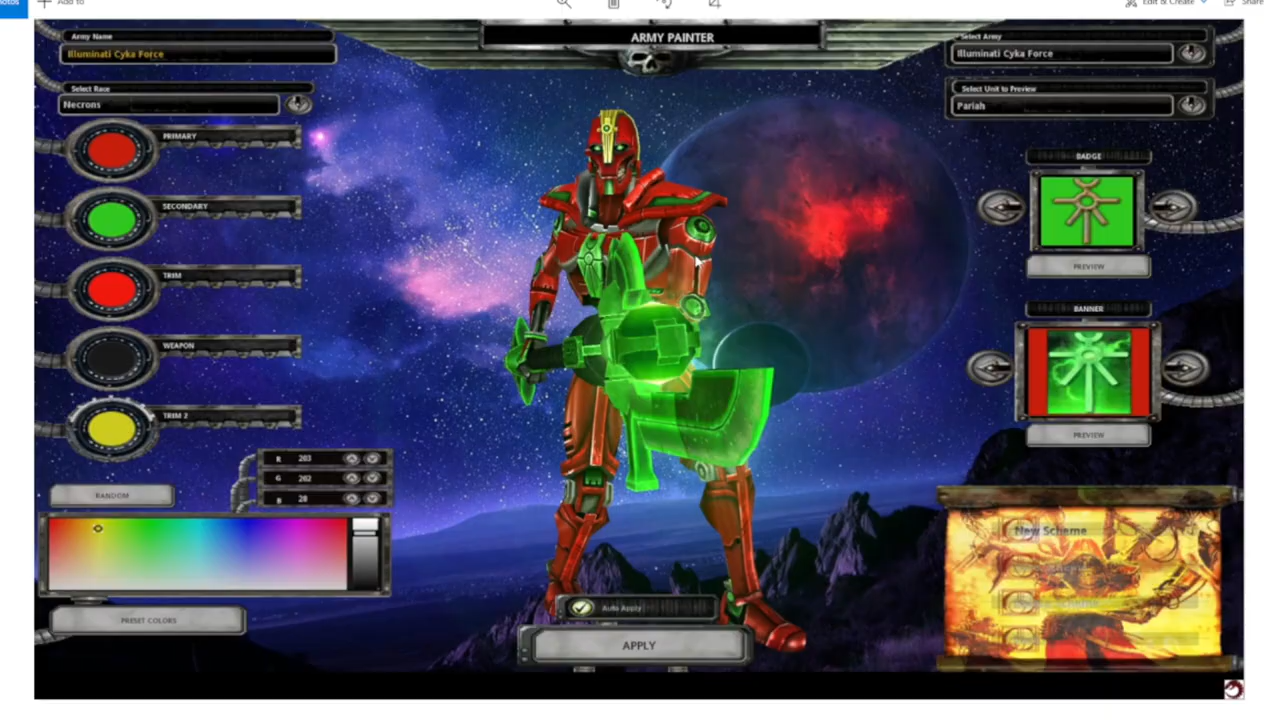 Add to
Edit & Create
Share
ARMY PAINTER
Army Name
Illuminati Cyka Force
Select Race
Necrons
PRIMARY
SECONDARY
TRIM
WEAPON
TRIM 2
R 203
G 202
B 28
RANDOM
PRESET COLORS
Auto Apply
APPLY
Select Army
Illuminati Cyka Force
Select Unit to Preview
Pariah
BADGE
PREVIEW
BANNER
PREVIEW
New Scheme